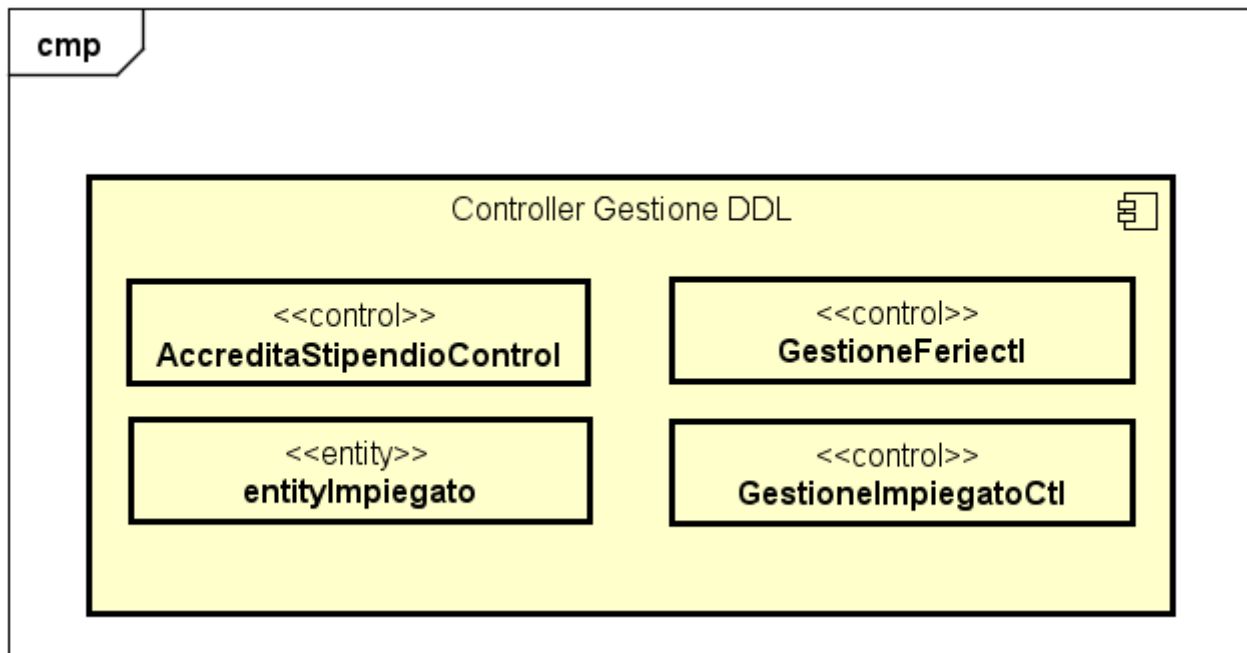 cmp
Controller Gestione DDL
<<control>>
AccreditaStipendioControl
<<control>>
GestioneFeriectl
<<entity>>
entityImpiegato
<<control>>
GestioneImpiegatoCtl